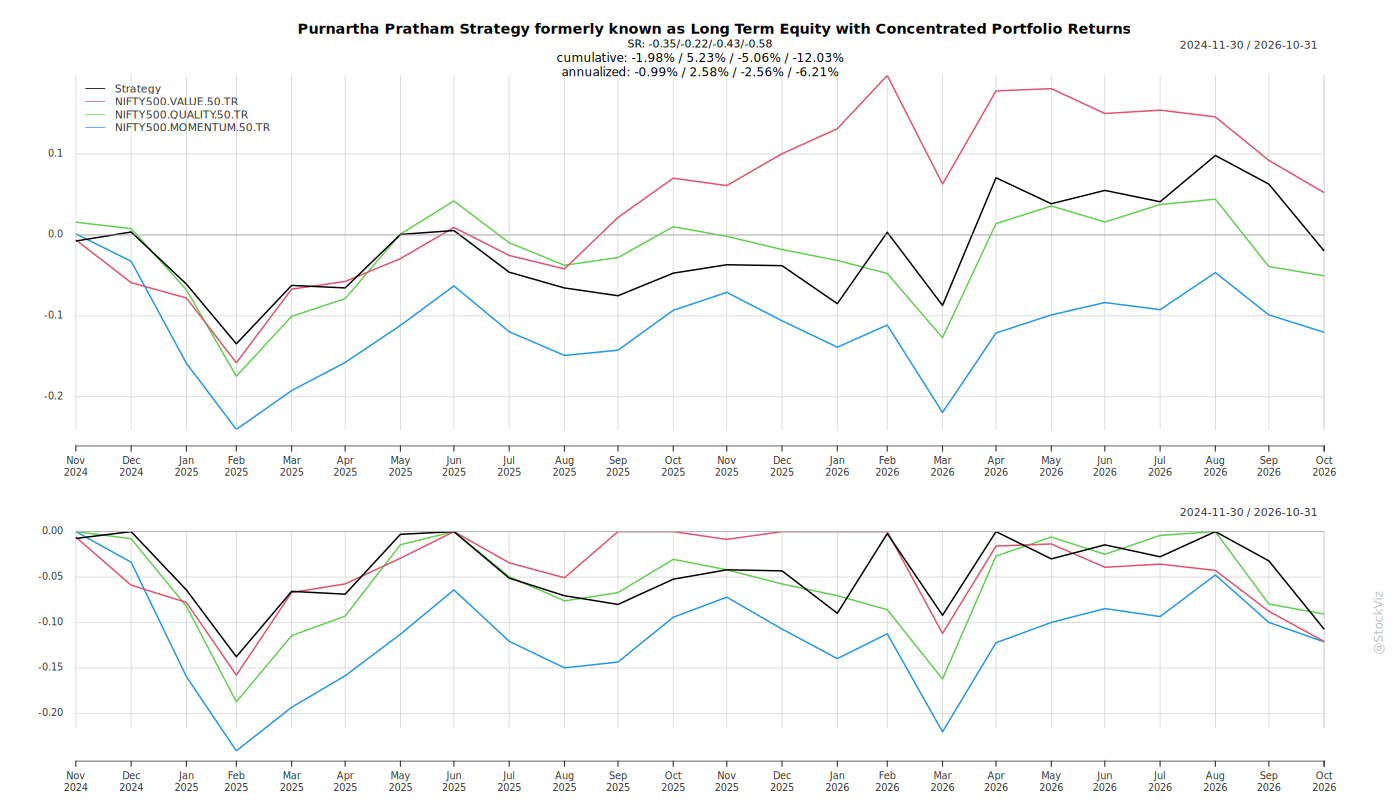 Purnartha Pratham Strategy formerly known as Long Term Equity with Concentrated Portfolio Returns
SR: -0.35/-0.22/-0.43/-0.58
cumulative: -1.98% / 5.23% / -5.06% / -12.03%
annualized: -0.99% / 2.58% / -2.56% / -6.21%
2024-11-30 / 2026-10-31
Strategy
NIFTY500.VALUE.50.TR
NIFTY500.QUALITY50.TR
NIFTY500.MOMENTUM.50.TR
0.1
0.0
-0.1
-0.2
Nov Dec Jan Feb Mar Apr May Jun Jul Aug Sep Oct Nov Dec Jan Feb Mar Apr May Jun Jul Aug Sep Oct
2024 2024 2025 2025 2025 2025 2025 2025 2025 2025 2025 2025 2025 2025 2026 2026 2026 2026 2026 2026 2026 2026 2026 2026
2024-11-30 / 2026-10-31
0.00
-0.05
-0.10
-0.15
-0.20
Nov Dec Jan Feb Mar Apr May Jun Jul Aug Sep Oct Nov Dec Jan Feb Mar Apr May Jun Jul Aug Sep Oct
2024 2024 2025 2025 2025 2025 2025 2025 2025 2025 2025 2025 2025 2025 2026 2026 2026 2026 2026 2026 2026 2026 2026 2026
@StockViz